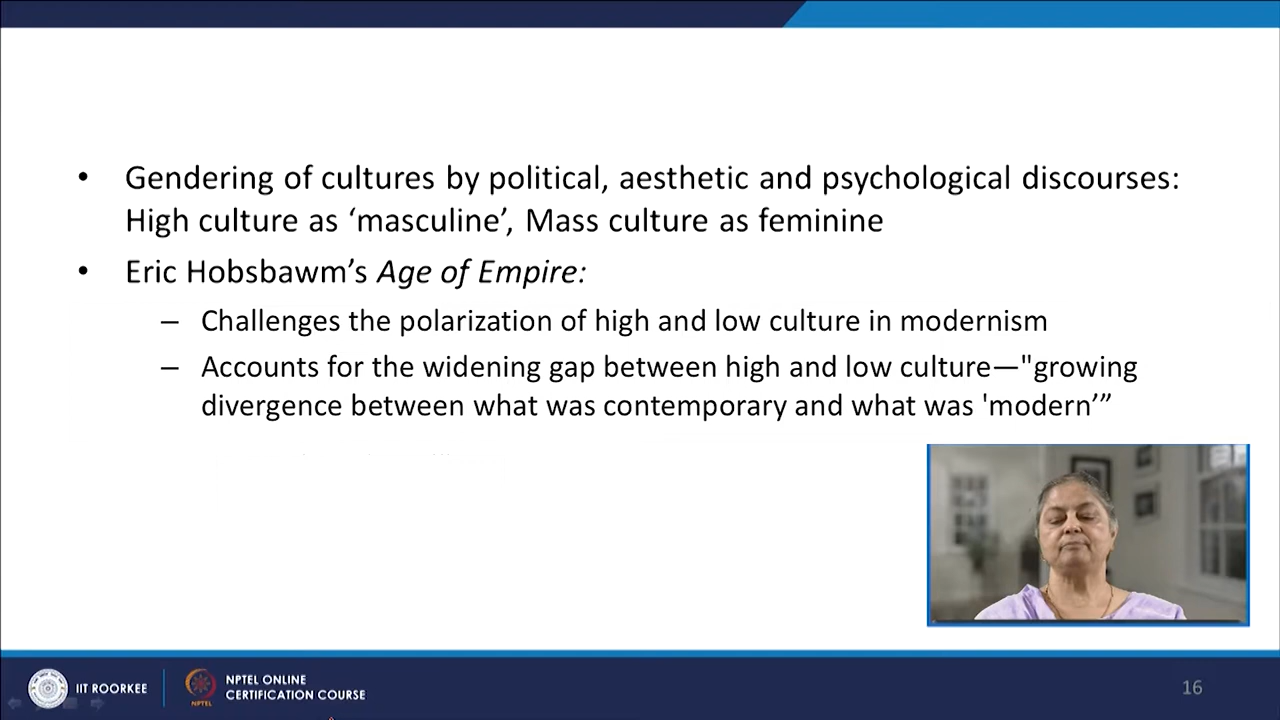 • Gendering of cultures by political, aesthetic and psychological discourses:
High culture as ‘masculine’, Mass culture as feminine
• Eric Hobsbawm’s Age of Empire:
– Challenges the polarization of high and low culture in modernism
– Accounts for the widening gap between high and low culture—"growing
divergence between what was contemporary and what was 'modern’”
IIT ROORKEE
NPTEL
NPTEL ONLINE
CERTIFICATION COURSE
16